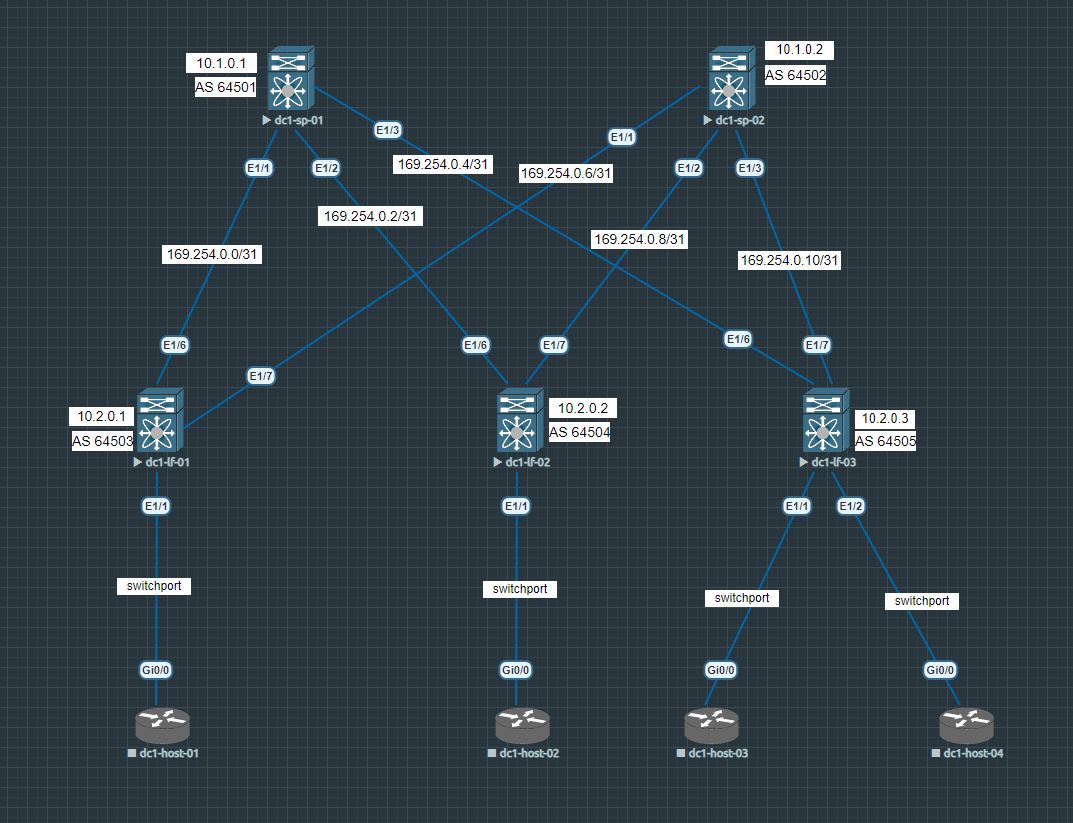 10.1.0.1
AS 64501
dc1-sp-01
10.1.0.2
AS 64502
dc1-sp-02
E1/3
E1/1
E1/1
E1/2
E1/2
E1/3
169.254.0.4/31
169.254.0.6/31
169.254.0.2/31
169.254.0.8/31
169.254.0.0/31
169.254.0.10/31
E1/6
E1/6
E1/7
E1/6
E1/7
E1/7
10.2.0.1
AS 64503
dc1-lf-01
10.2.0.2
AS 64504
dc1-lf-02
10.2.0.3
AS 64505
dc1-lf-03
E1/1
E1/1
E1/1
E1/2
switchport
switchport
switchport
switchport
Gi0/0
Gi0/0
Gi0/0
Gi0/0
dc1-host-01
dc1-host-02
dc1-host-03
dc1-host-04